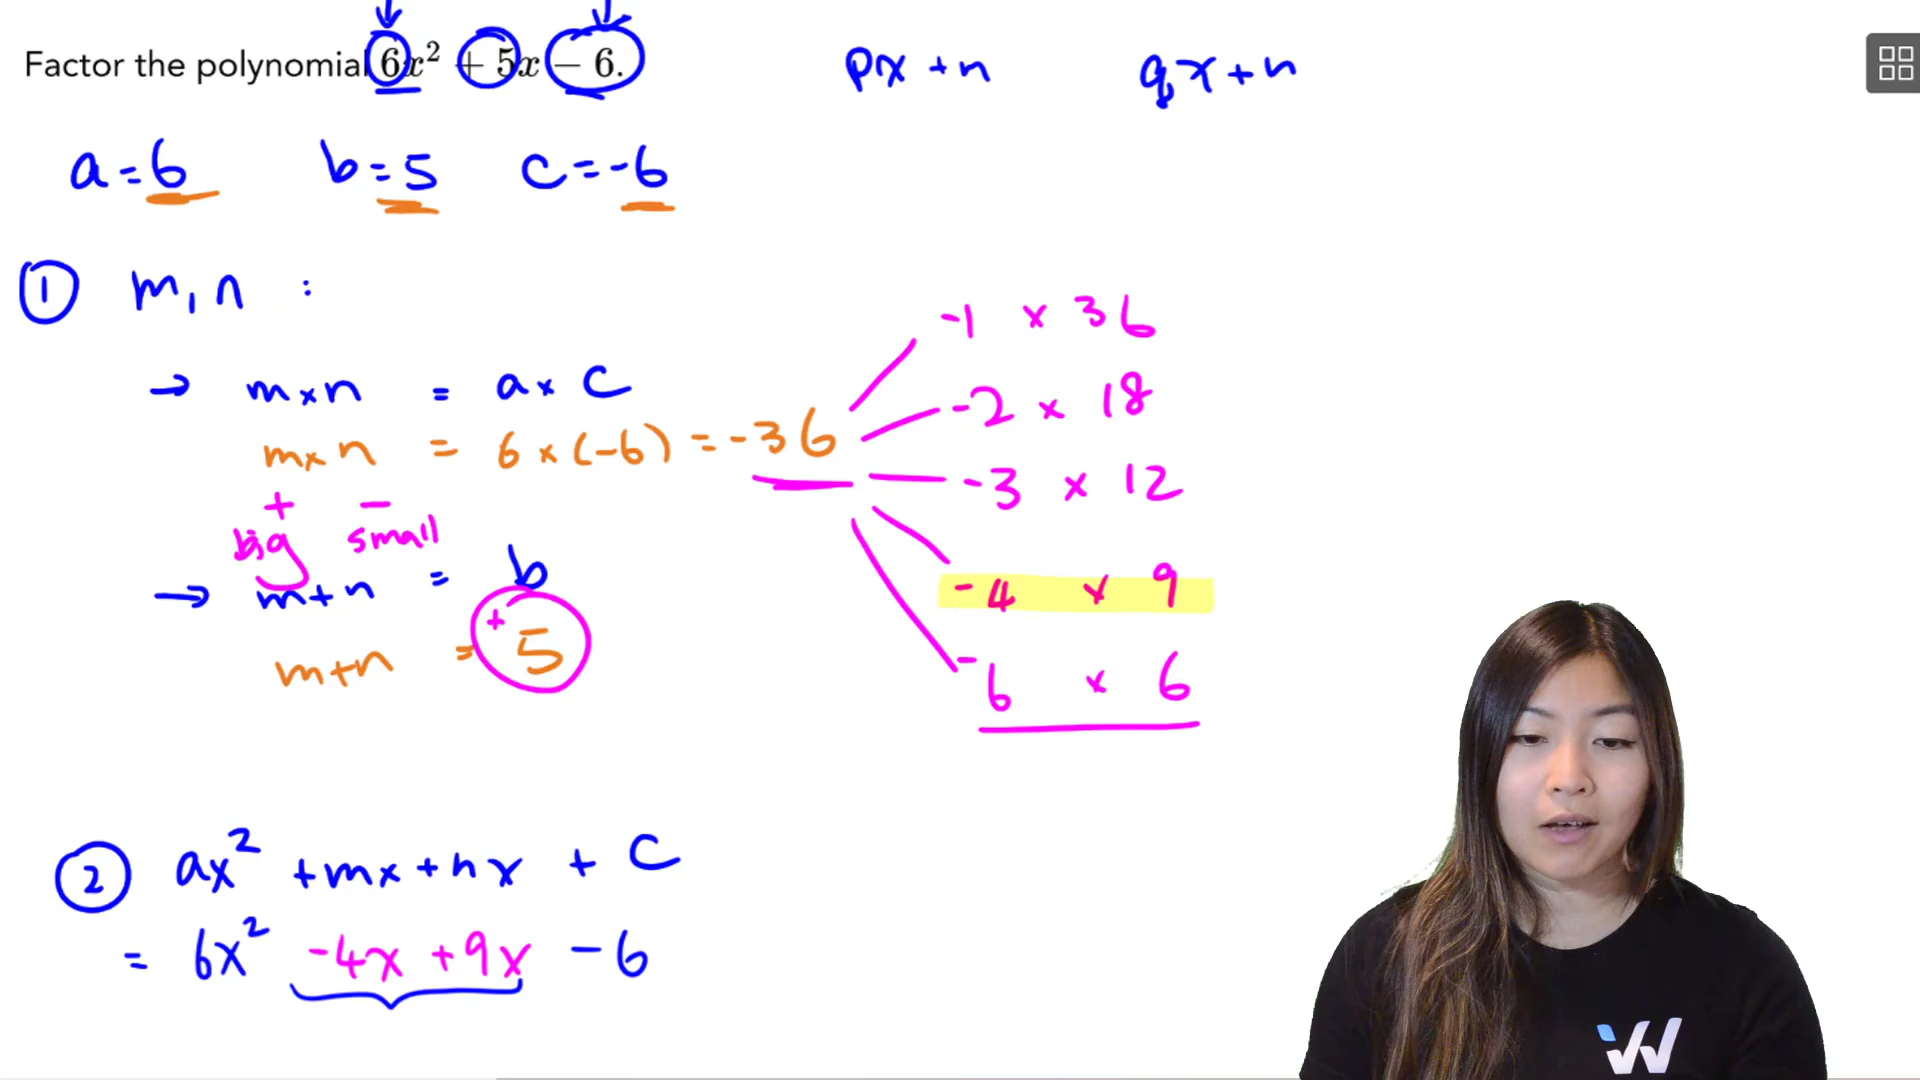 Factor the polynomial 6x² + 5x − 6.
px + n qx + n
a = 6 b = 5 c = -6
① m, n :
-1 x 36
→ m x n = a x c
-2 x 18
m x n = 6 x (-6) = -36
-3 x 12
+ −
big small
→ m + n = b
-4 x 9
m + n = +5
-6 x 6
② ax² + mx + nx + c
= 6x² -4x +9x - 6
W